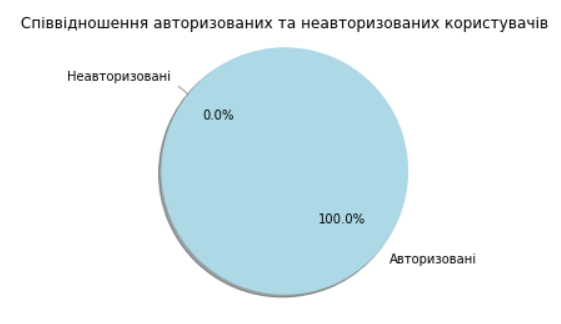 Співвідношення авторизованих та неавторизованих користувачів
Неавторизовані
0.0%
100.0%
Авторизовані